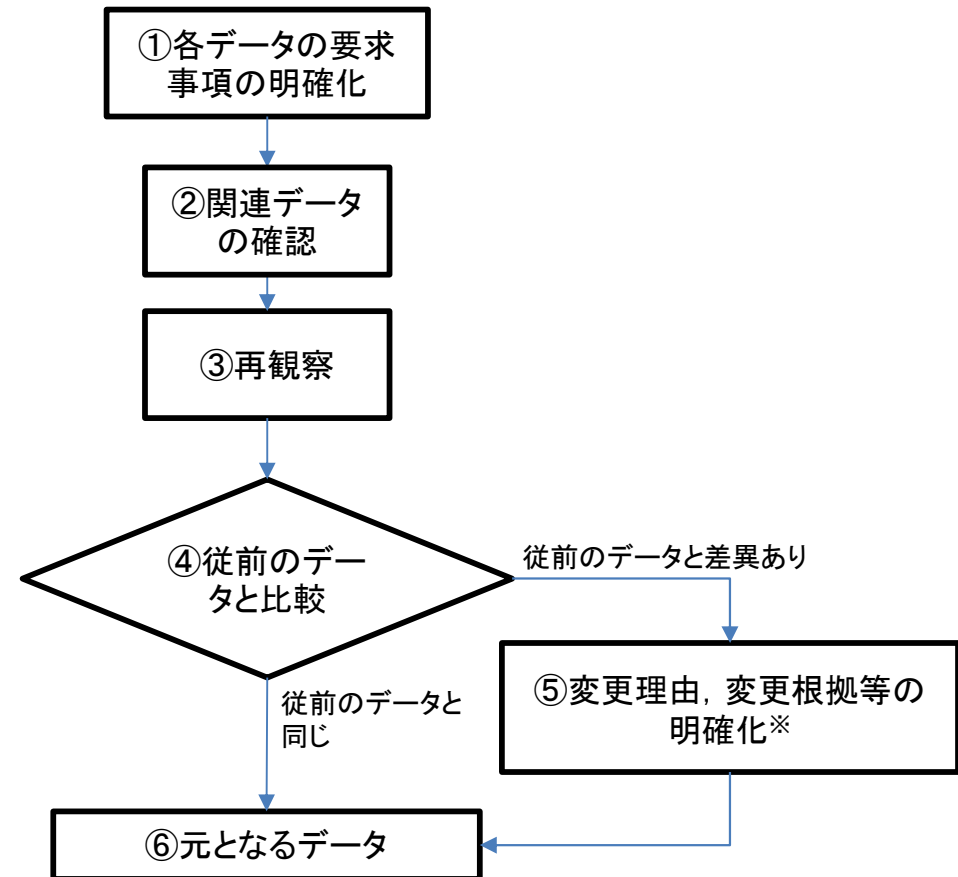 ①各データの要求
事項の明確化
②関連データ
の確認
③再観察
④従前のデー
タと比較
従前のデータと差異あり
⑤変更理由，変更根拠等の
明確化※
従前のデータと
同じ
⑥元となるデータ